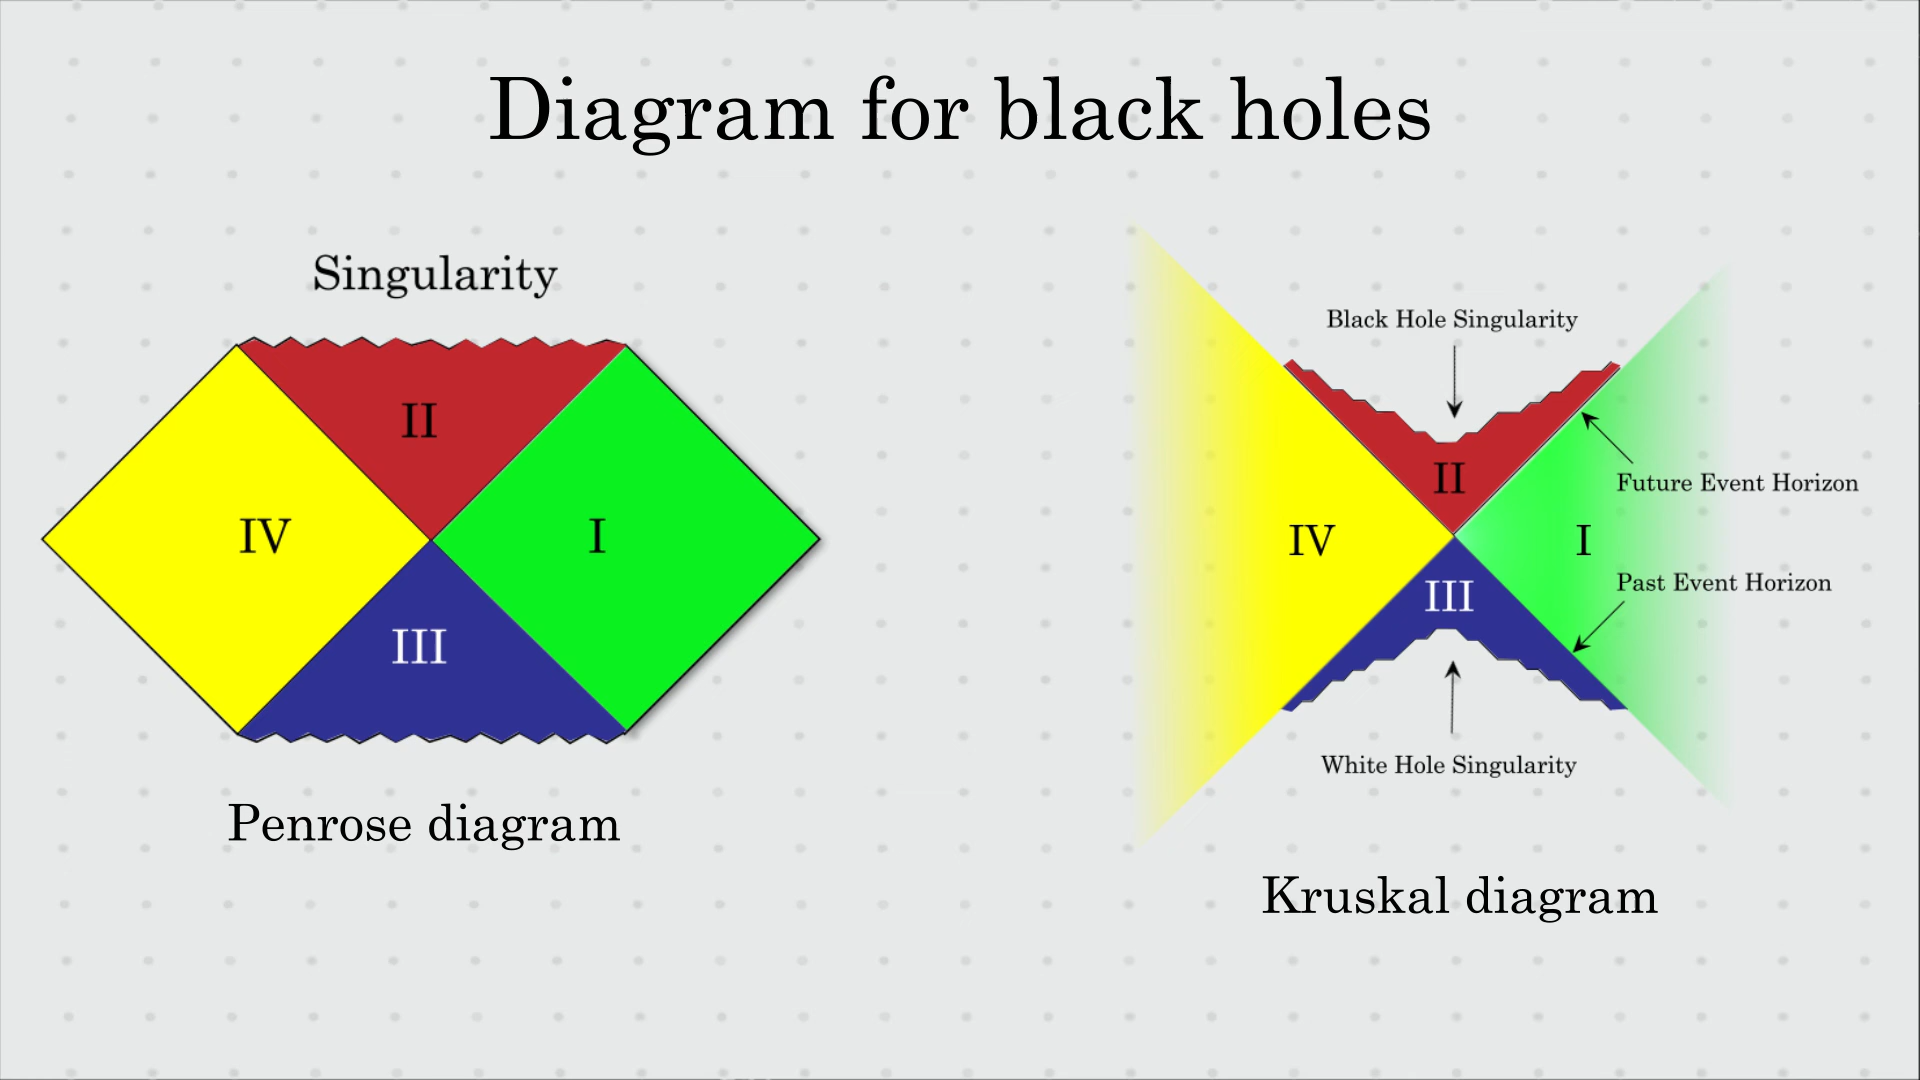 Diagram for black holes
Singularity
II
IV
I
III
Penrose diagram
Black Hole Singularity
II
Future Event Horizon
IV
I
Past Event Horizon
III
White Hole Singularity
Kruskal diagram